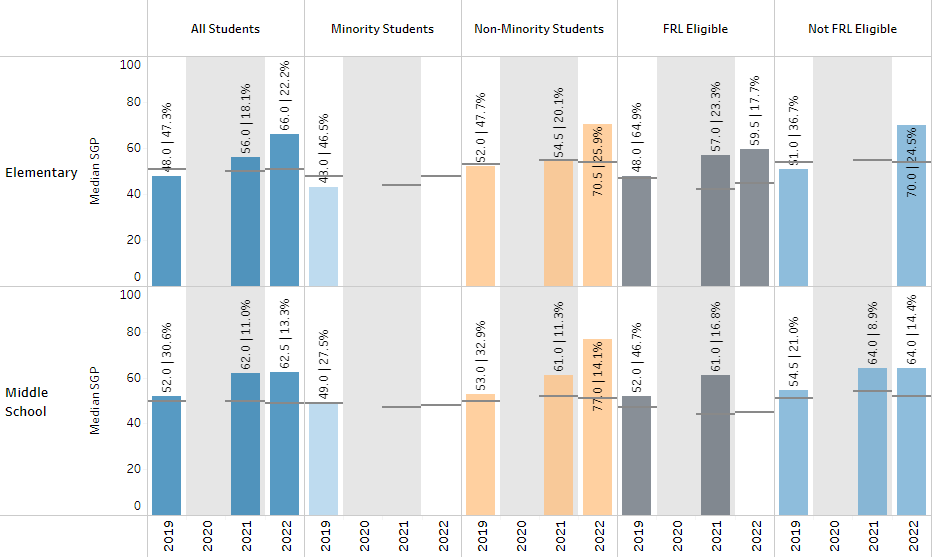 All Students
Minority Students
Non-Minority Students
FRL Eligible
Not FRL Eligible
Elementary
Median SGP
100
80
60
40
20
0
48.0 | 47.3%
56.0 | 18.1%
66.0 | 22.2%
43.0 | 46.5%
52.0 | 47.7%
54.5 | 20.1%
70.5 | 25.9%
48.0 | 64.9%
57.0 | 23.3%
59.5 | 17.7%
51.0 | 36.7%
70.0 | 24.5%
Middle
School
Median SGP
100
80
60
40
20
0
52.0 | 30.6%
62.0 | 11.0%
62.5 | 13.3%
49.0 | 27.5%
53.0 | 32.9%
61.0 | 11.3%
77.0 | 14.1%
52.0 | 46.7%
61.0 | 16.8%
54.5 | 21.0%
64.0 | 8.9%
64.0 | 14.4%
2019
2020
2021
2022
2019
2020
2021
2022
2019
2020
2021
2022
2019
2020
2021
2022
2019
2020
2021
2022